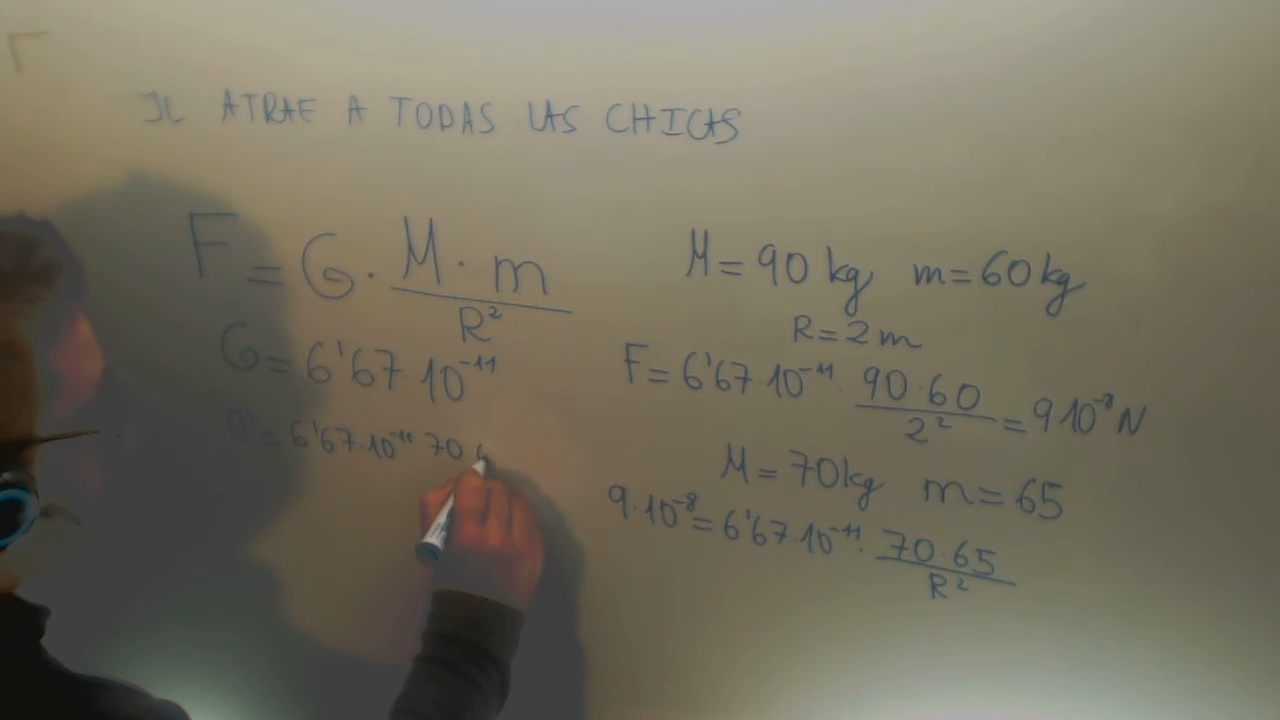 JL ATRAE A TODAS LAS CHICAS
F = G · M · m / R²
G = 6'67 10⁻¹¹
= 6'67·10⁻¹¹ 70
M = 90 kg m = 60 kg
R = 2 m
F = 6'67·10⁻¹¹· 90·60 / 2² = 9 10⁻⁸ N
M = 70 kg m = 65
9·10⁻⁸ = 6'67·10⁻¹¹· 70·65 / R²